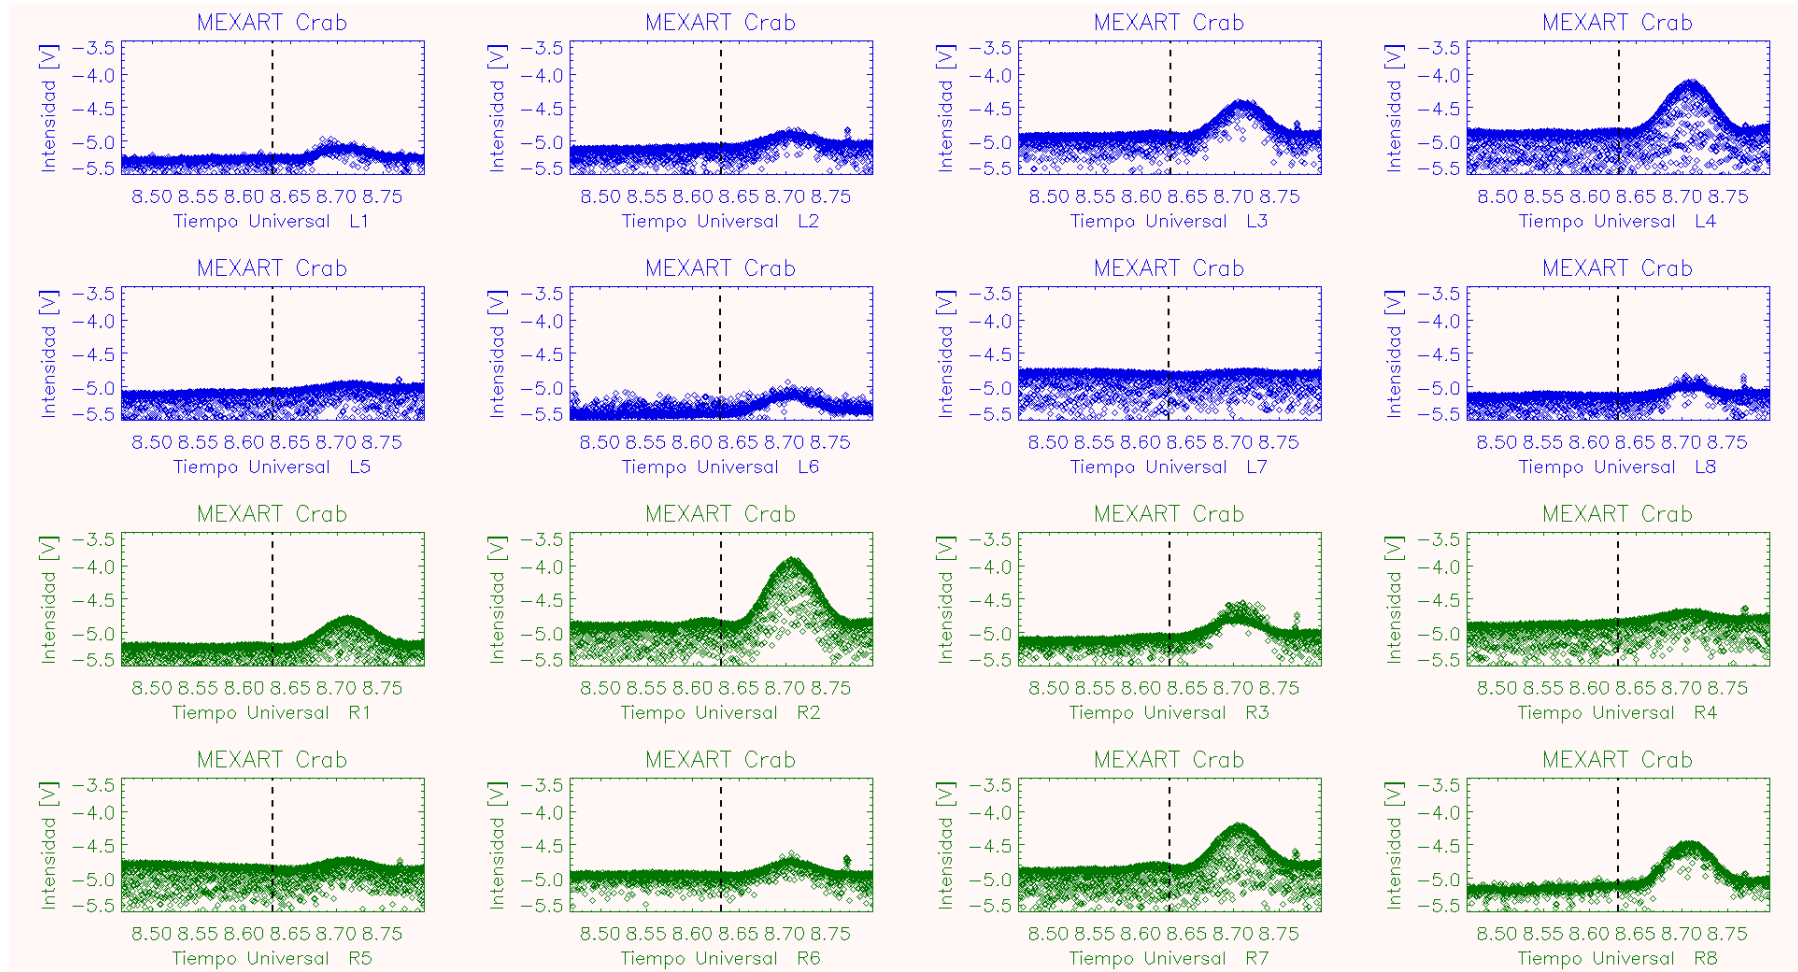 MEXART Crab MEXART Crab MEXART Crab MEXART Crab
Intensidad [V] Intensidad [V] Intensidad [V] Intensidad [V]
−3.5 −3.5 −3.5 −3.5
−4.0 −4.0 −4.0 −4.0
−4.5 −4.5 −4.5 −4.5
−5.0 −5.0 −5.0 −5.0
−5.5 −5.5 −5.5 −5.5
8.50 8.55 8.60 8.65 8.70 8.75 8.50 8.55 8.60 8.65 8.70 8.75 8.50 8.55 8.60 8.65 8.70 8.75 8.50 8.55 8.60 8.65 8.70 8.75
Tiempo Universal L1 Tiempo Universal L2 Tiempo Universal L3 Tiempo Universal L4
MEXART Crab MEXART Crab MEXART Crab MEXART Crab
Intensidad [V] Intensidad [V] Intensidad [V] Intensidad [V]
−3.5 −3.5 −3.5 −3.5
−4.0 −4.0 −4.0 −4.0
−4.5 −4.5 −4.5 −4.5
−5.0 −5.0 −5.0 −5.0
−5.5 −5.5 −5.5 −5.5
8.50 8.55 8.60 8.65 8.70 8.75 8.50 8.55 8.60 8.65 8.70 8.75 8.50 8.55 8.60 8.65 8.70 8.75 8.50 8.55 8.60 8.65 8.70 8.75
Tiempo Universal L5 Tiempo Universal L6 Tiempo Universal L7 Tiempo Universal L8
MEXART Crab MEXART Crab MEXART Crab MEXART Crab
Intensidad [V] Intensidad [V] Intensidad [V] Intensidad [V]
−3.5 −3.5 −3.5 −3.5
−4.0 −4.0 −4.0 −4.0
−4.5 −4.5 −4.5 −4.5
−5.0 −5.0 −5.0 −5.0
−5.5 −5.5 −5.5 −5.5
8.50 8.55 8.60 8.65 8.70 8.75 8.50 8.55 8.60 8.65 8.70 8.75 8.50 8.55 8.60 8.65 8.70 8.75 8.50 8.55 8.60 8.65 8.70 8.75
Tiempo Universal R1 Tiempo Universal R2 Tiempo Universal R3 Tiempo Universal R4
MEXART Crab MEXART Crab MEXART Crab MEXART Crab
Intensidad [V] Intensidad [V] Intensidad [V] Intensidad [V]
−3.5 −3.5 −3.5 −3.5
−4.0 −4.0 −4.0 −4.0
−4.5 −4.5 −4.5 −4.5
−5.0 −5.0 −5.0 −5.0
−5.5 −5.5 −5.5 −5.5
8.50 8.55 8.60 8.65 8.70 8.75 8.50 8.55 8.60 8.65 8.70 8.75 8.50 8.55 8.60 8.65 8.70 8.75 8.50 8.55 8.60 8.65 8.70 8.75
Tiempo Universal R5 Tiempo Universal R6 Tiempo Universal R7 Tiempo Universal R8